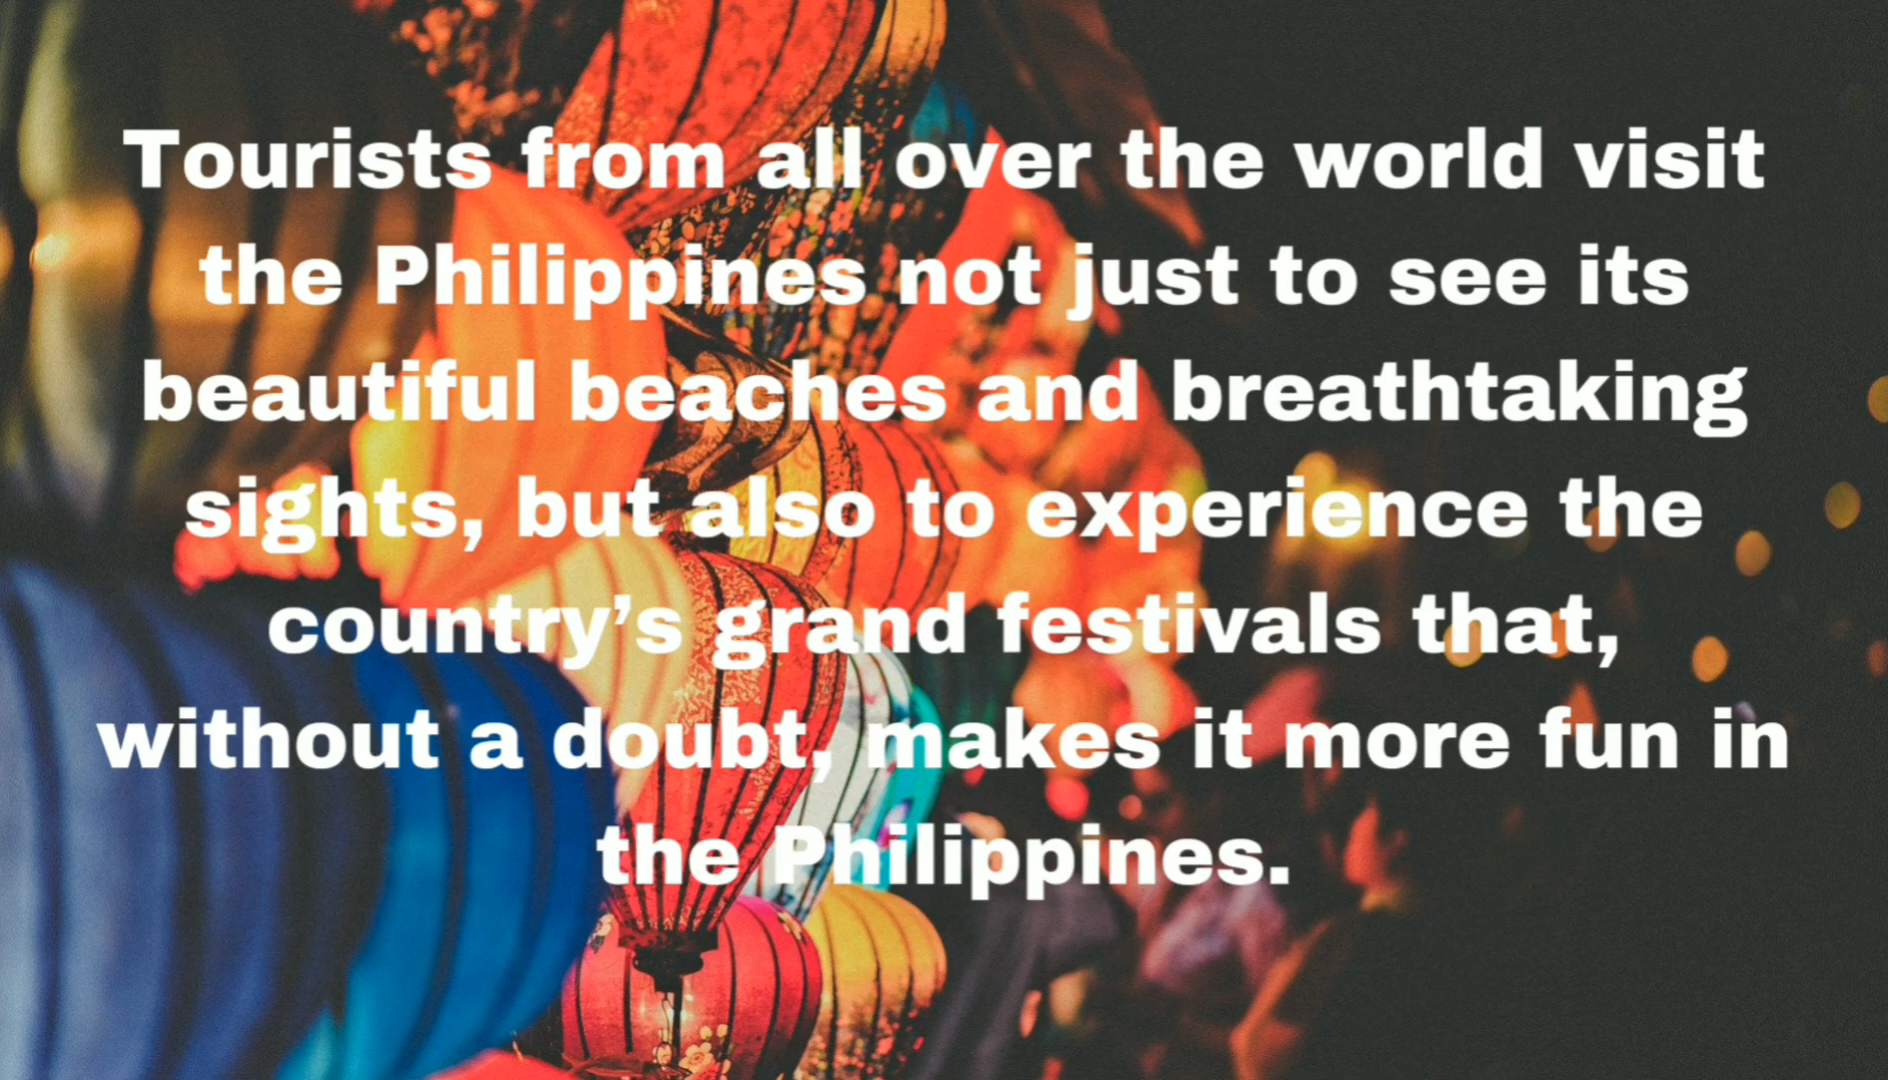 Tourists from all over the world visit
the Philippines not just to see its
beautiful beaches and breathtaking
sights, but also to experience the
country’s grand festivals that,
without a doubt, makes it more fun in
the Philippines.